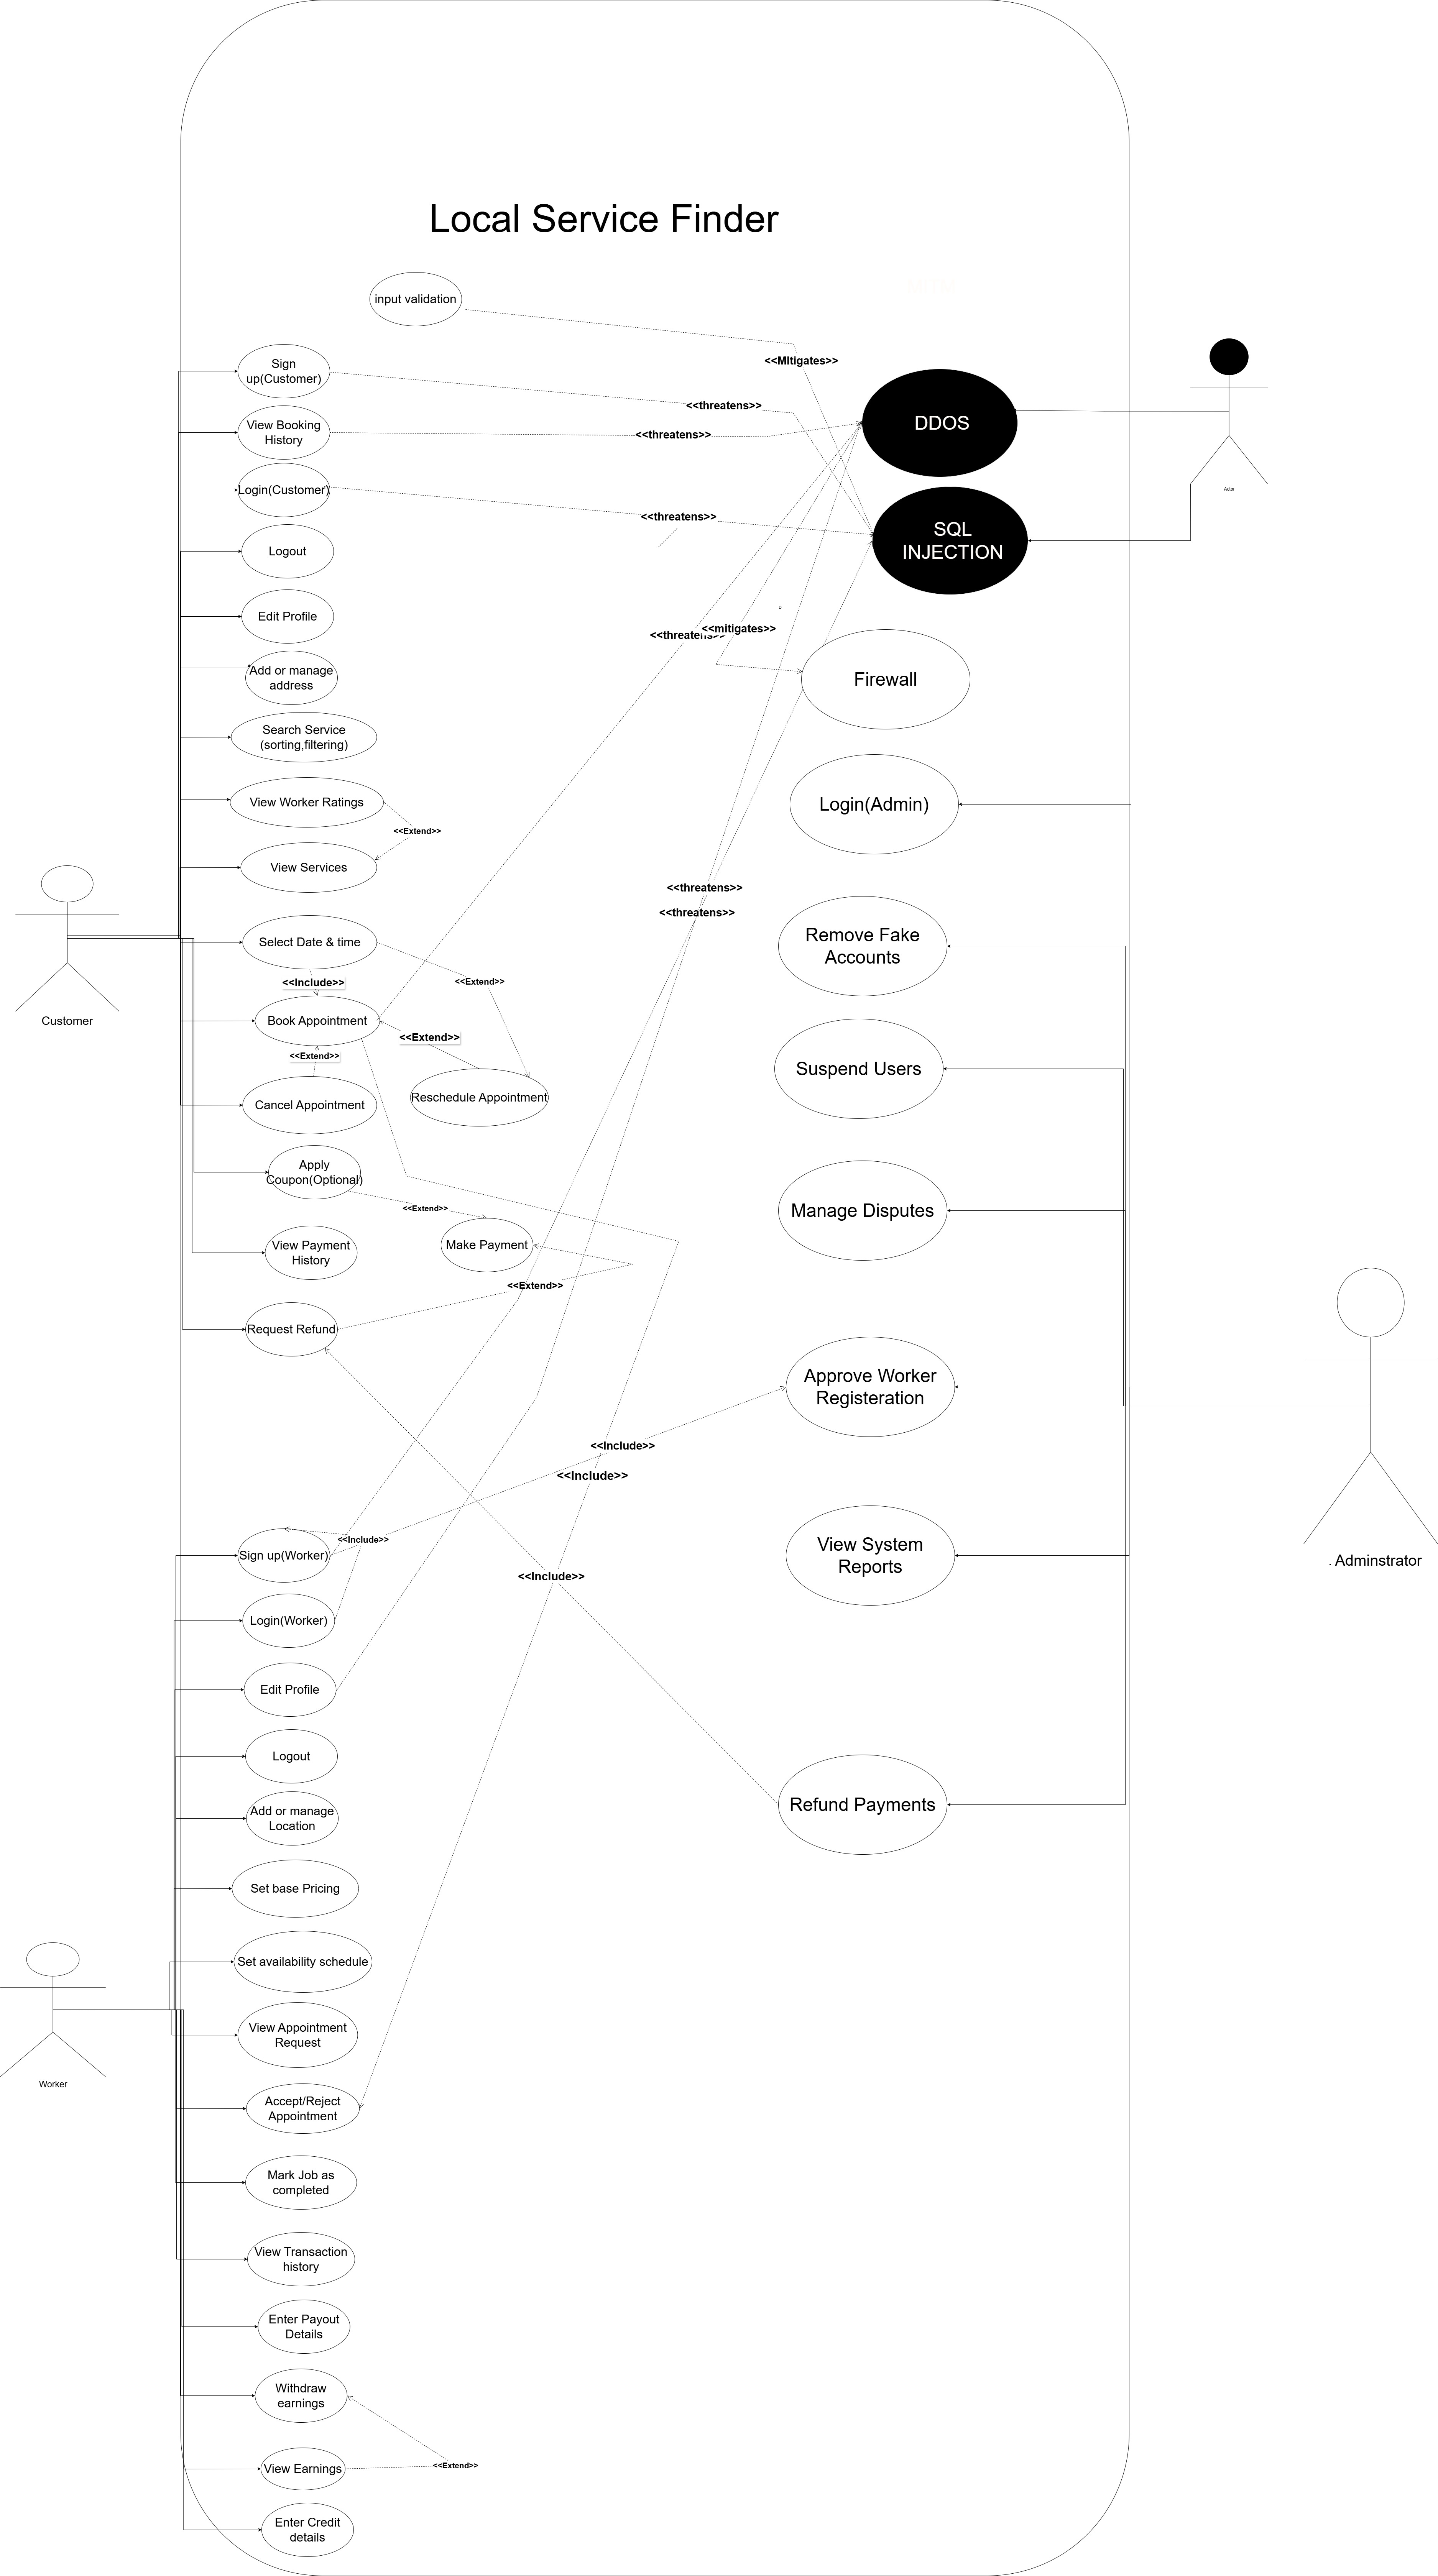 Local Service Finder
input validation
<<MItigates>>
Sign
up(Customer)
<<threatens>>
DDOS
View Booking
History
<<threatens>>
Actor
Login(Customer)
<<threatens>>
SQL
INJECTION
Logout
Edit Profile
<<threatens>>
<<mitigates>>
Add or manage
address
Firewall
Search Service
(sorting,filtering)
View Worker Ratings
Login(Admin)
<<Extend>>
View Services
<<threatens>>
<<threatens>>
Select Date & time
Remove Fake
Accounts
<<Include>>
<<Extend>>
Customer
Book Appointment
<<Extend>>
<<Extend>>
Suspend Users
Cancel Appointment
Reschedule Appointment
Apply
Coupon(Optional)
<<Extend>>
Manage Disputes
View Payment
History
Make Payment
<<Extend>>
Request Refund
Approve Worker
Registeration
<<Include>>
<<Include>>
<<Include>>
Sign up(Worker)
View System
Reports
. Adminstrator
<<Include>>
Login(Worker)
Edit Profile
Logout
Add or manage
Location
Refund Payments
Set base Pricing
Set availability schedule
View Appointment
Request
Worker
Accept/Reject
Appointment
Mark Job as
completed
View Transaction
history
Enter Payout
Details
Withdraw
earnings
<<Extend>>
View Earnings
Enter Credit
details